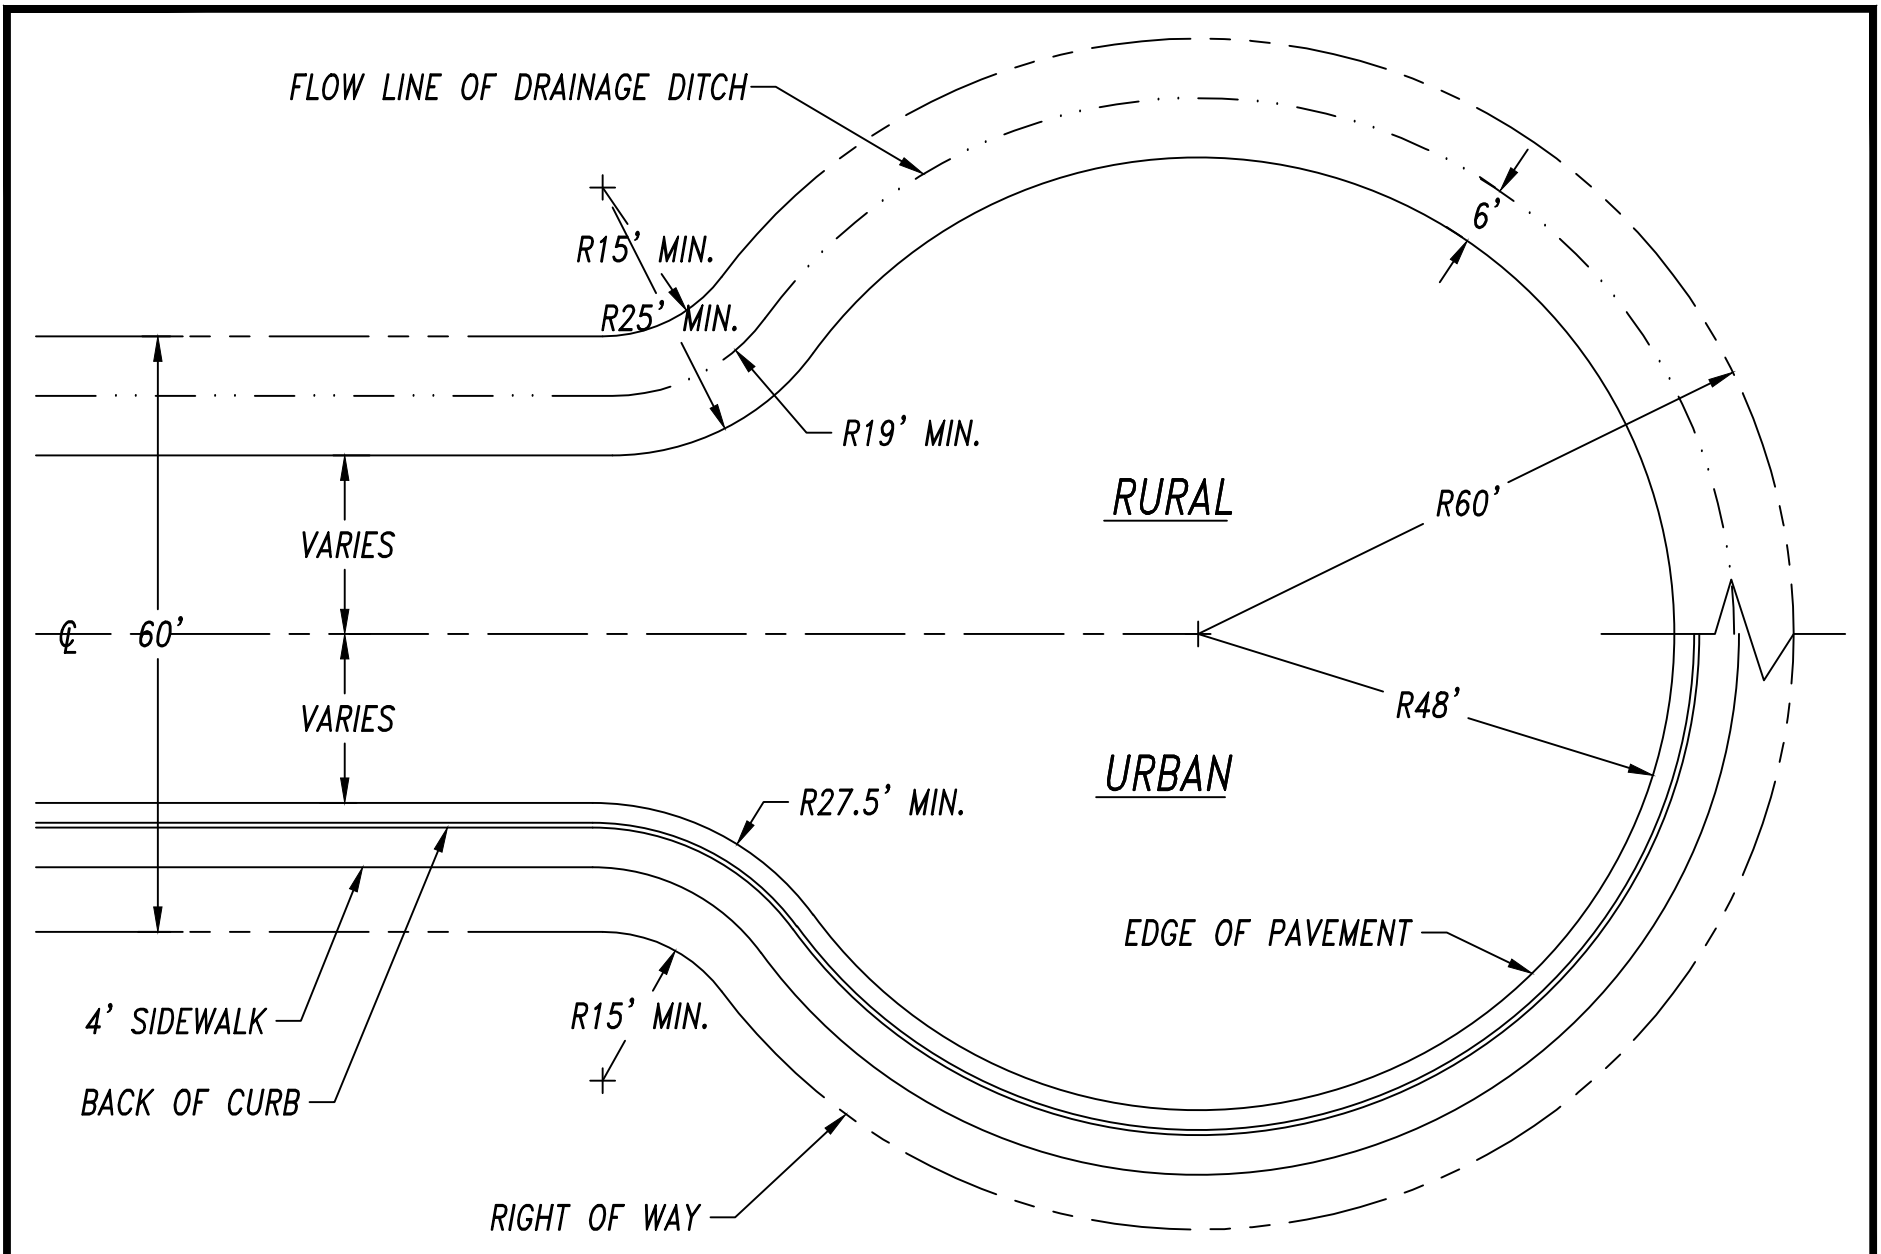 FLOW LINE OF DRAINAGE DITCH
6'
R15' MIN.
R25' MIN.
R19' MIN.
RURAL
R60'
VARIES
℄ 60'
VARIES
R48'
URBAN
R27.5' MIN.
EDGE OF PAVEMENT
4' SIDEWALK
R15' MIN.
BACK OF CURB
RIGHT OF WAY